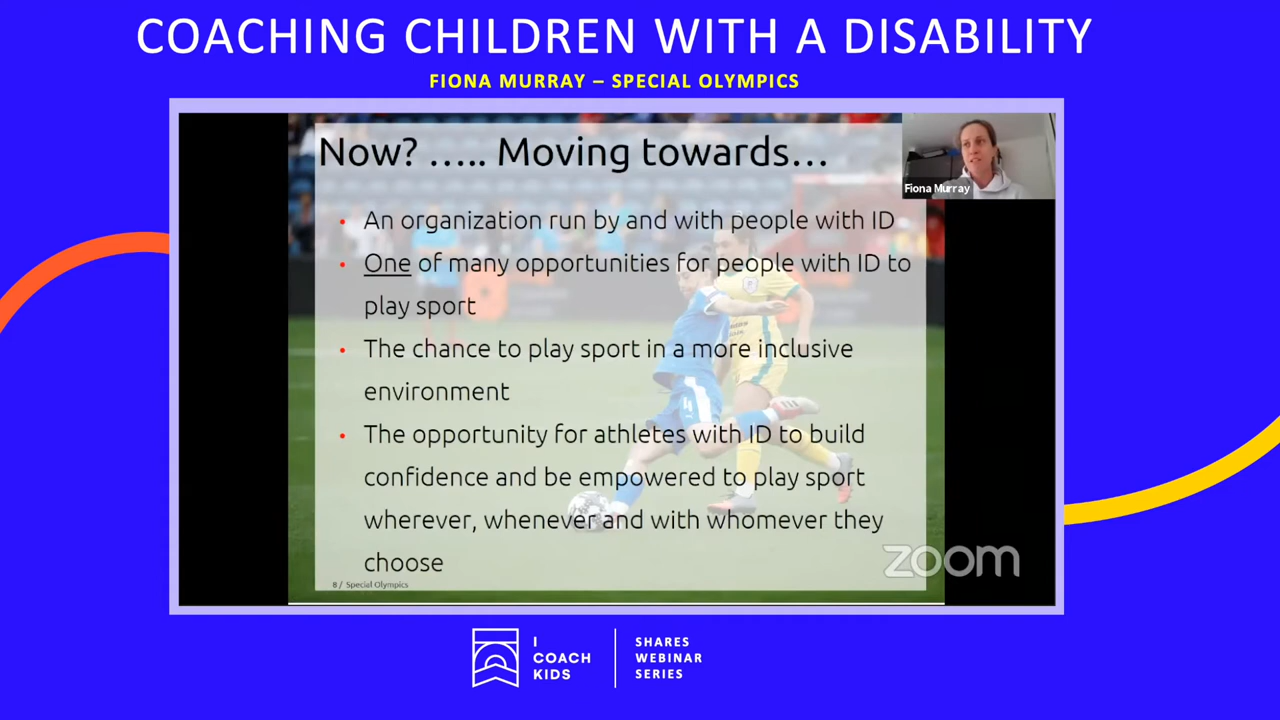 COACHING CHILDREN WITH A DISABILITY
FIONA MURRAY – SPECIAL OLYMPICS
Now? ….. Moving towards…
• An organization run by and with people with ID
• One of many opportunities for people with ID to
play sport
• The chance to play sport in a more inclusive
environment
• The opportunity for athletes with ID to build
confidence and be empowered to play sport
wherever, whenever and with whomever they
choose
8 / Special Olympics
Fiona Murray
zoom
I
COACH
KIDS
SHARES
WEBINAR
SERIES